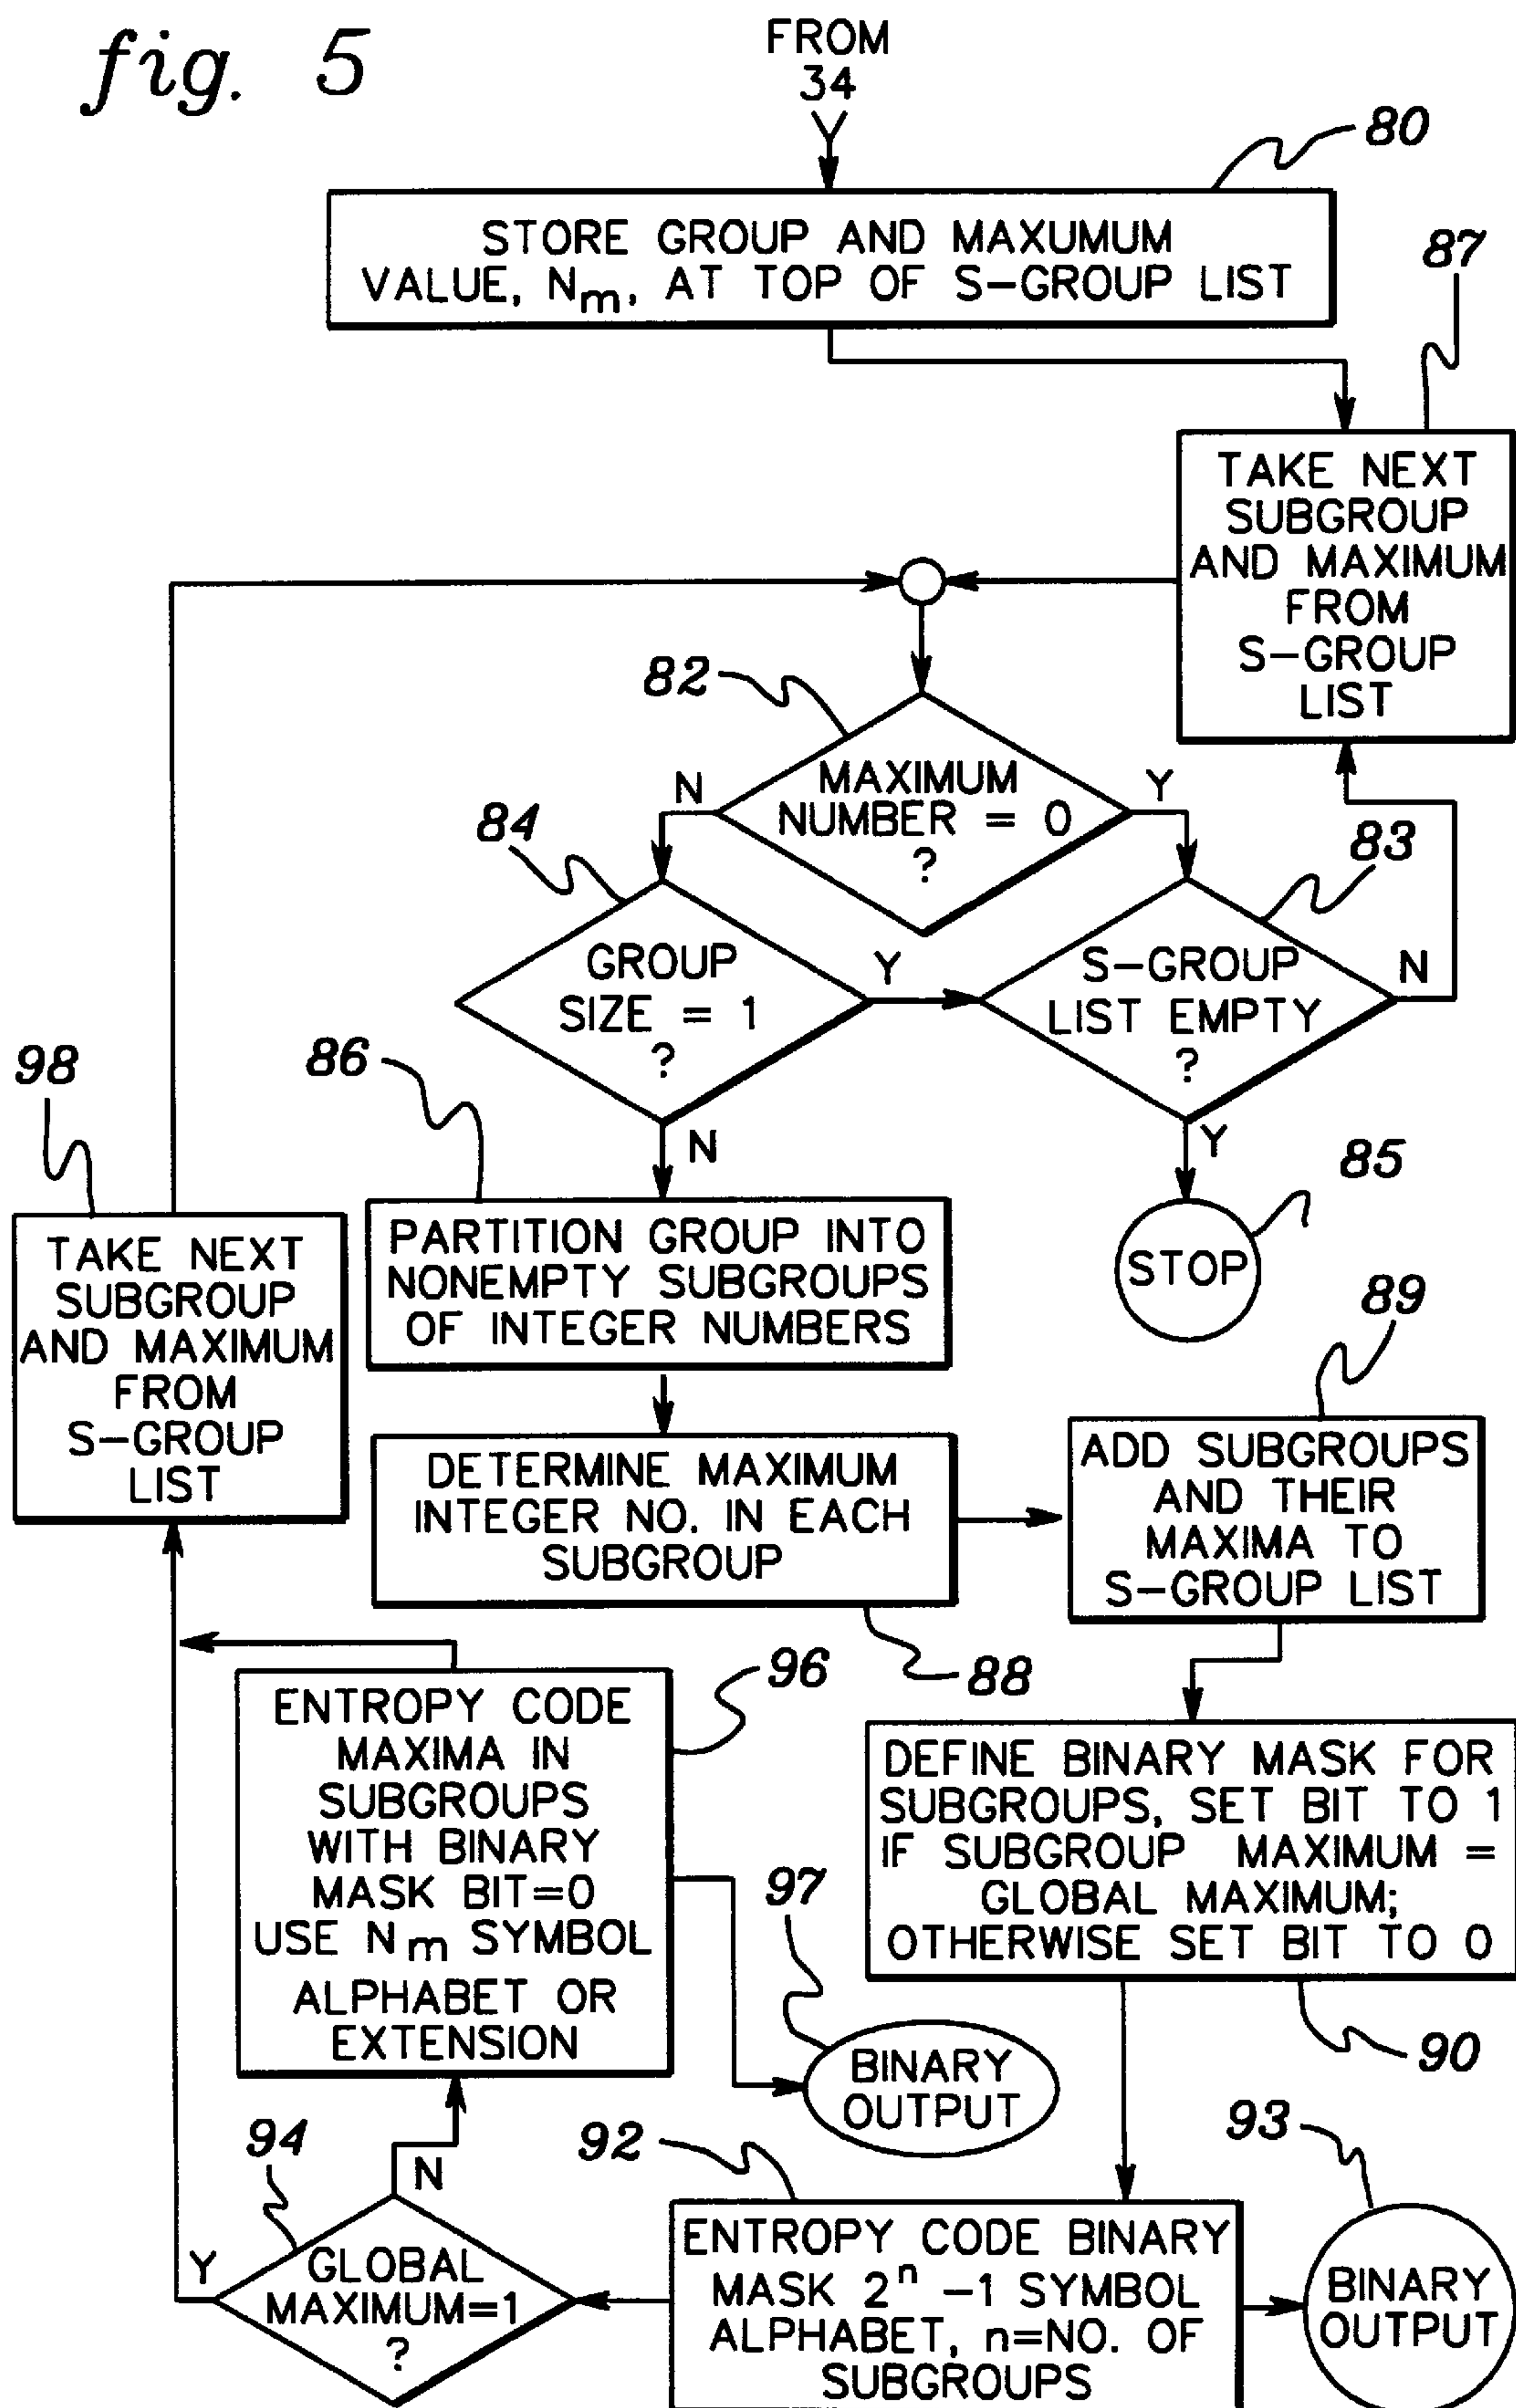 fig. 5
FROM
34
80
STORE GROUP AND MAXUMUM
VALUE, Nm, AT TOP OF S-GROUP LIST
87
TAKE NEXT
SUBGROUP
AND MAXIMUM
FROM
S-GROUP
LIST
82
MAXIMUM
NUMBER = 0
?
N
Y
84
83
GROUP
SIZE = 1
?
Y
S-GROUP
LIST EMPTY
?
N
98
86
N
Y
85
TAKE NEXT
SUBGROUP
AND MAXIMUM
FROM
S-GROUP
LIST
PARTITION GROUP INTO
NONEMPTY SUBGROUPS
OF INTEGER NUMBERS
STOP
89
DETERMINE MAXIMUM
INTEGER NO. IN EACH
SUBGROUP
88
ADD SUBGROUPS
AND THEIR
MAXIMA TO
S-GROUP LIST
96
ENTROPY CODE
MAXIMA IN
SUBGROUPS
WITH BINARY
MASK BIT=0
USE Nm SYMBOL
ALPHABET OR
EXTENSION
DEFINE BINARY MASK FOR
SUBGROUPS, SET BIT TO 1
IF SUBGROUP MAXIMUM =
GLOBAL MAXIMUM;
OTHERWISE SET BIT TO 0
97
BINARY
OUTPUT
90
94
N
92
93
Y
GLOBAL
MAXIMUM=1
?
ENTROPY CODE BINARY
MASK 2ⁿ -1 SYMBOL
ALPHABET, n=NO. OF
SUBGROUPS
BINARY
OUTPUT